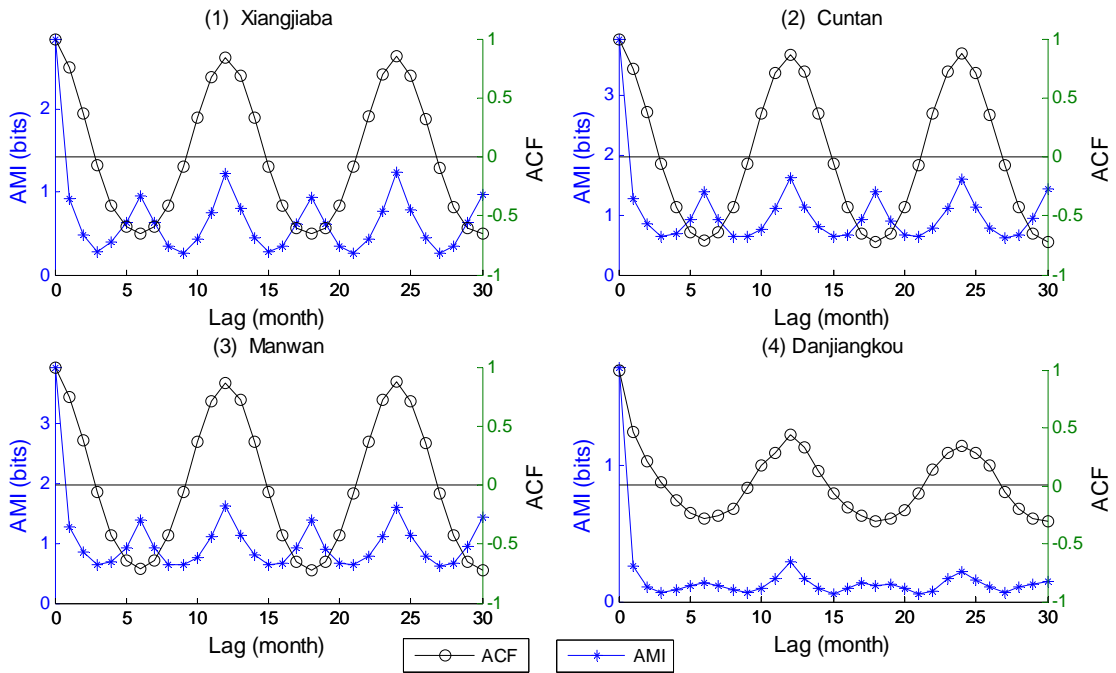 (1) Xiangjiaba
(2) Cuntan
AMI (bits)
0
1
2
ACF
-1
-0.5
0
0.5
1
0 5 10 15 20 25 30
Lag (month)
AMI (bits)
0
1
2
3
ACF
-1
-0.5
0
0.5
1
0 5 10 15 20 25 30
Lag (month)
(3) Manwan
(4) Danjiangkou
AMI (bits)
0
1
2
3
ACF
-1
-0.5
0
0.5
1
0 5 10 15 20 25 30
Lag (month)
AMI (bits)
0
1
ACF
-1
-0.5
0
0.5
1
0 5 10 15 20 25 30
Lag (month)
ACF
AMI